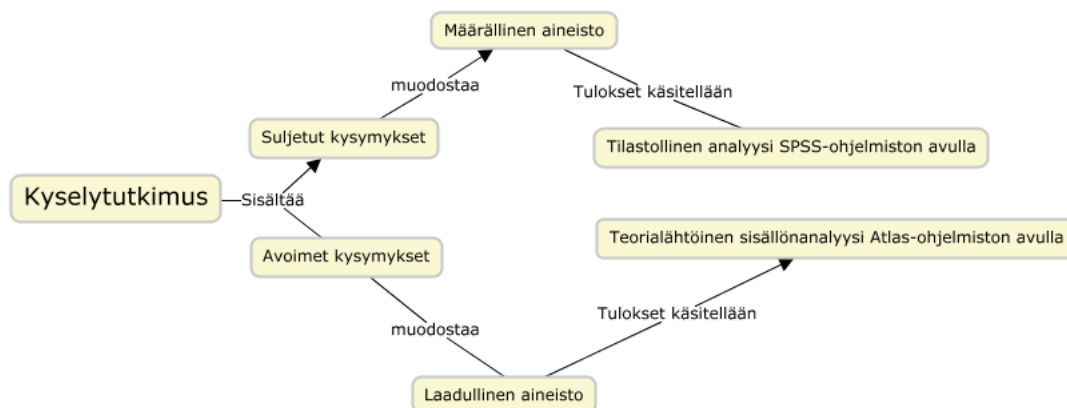 Määrällinen aineisto
muodostaa
Tulokset käsitellään
Suljetut kysymykset
Tilastollinen analyysi SPSS-ohjelmiston avulla
Kyselytutkimus
Sisältää
Avoimet kysymykset
Teorialähtöinen sisällönanalyysi Atlas-ohjelmiston avulla
muodostaa
Tulokset käsitellään
Laadullinen aineisto